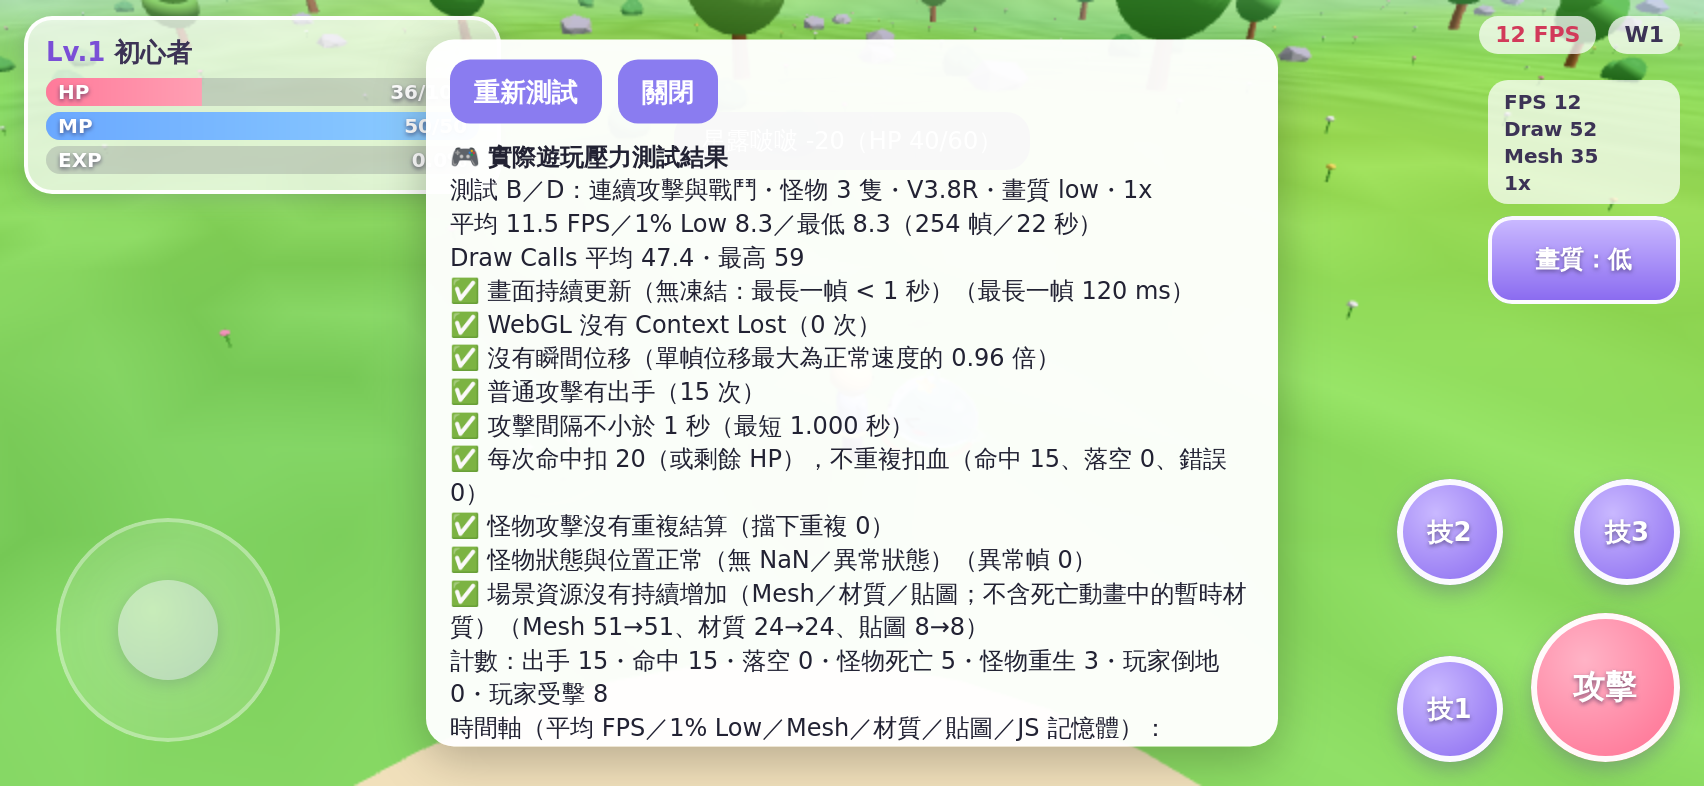 Lv.1 初心者
HP 36/
MP 50/50
EXP 0
12 FPS
W1
FPS 12
Draw 52
Mesh 35
1x
畫質：低
重新測試
關閉
星露啵啵 -20（HP 40/60）
🎮 實際遊玩壓力測試結果
測試 B／D：連續攻擊與戰鬥・怪物 3 隻・V3.8R・畫質 low・1x
平均 11.5 FPS／1% Low 8.3／最低 8.3（254 幀／22 秒）
Draw Calls 平均 47.4・最高 59
✅ 畫面持續更新（無凍結：最長一幀 < 1 秒）（最長一幀 120 ms）
✅ WebGL 沒有 Context Lost（0 次）
✅ 沒有瞬間位移（單幀位移最大為正常速度的 0.96 倍）
✅ 普通攻擊有出手（15 次）
✅ 攻擊間隔不小於 1 秒（最短 1.000 秒）
✅ 每次命中扣 20（或剩餘 HP），不重複扣血（命中 15、落空 0、錯誤
0）
✅ 怪物攻擊沒有重複結算（擋下重複 0）
✅ 怪物狀態與位置正常（無 NaN／異常狀態）（異常幀 0）
✅ 場景資源沒有持續增加（Mesh／材質／貼圖；不含死亡動畫中的暫時材
質）（Mesh 51→51、材質 24→24、貼圖 8→8）
計數：出手 15・命中 15・落空 0・怪物死亡 5・怪物重生 3・玩家倒地
0・玩家受擊 8
時間軸（平均 FPS／1% Low／Mesh／材質／貼圖／JS 記憶體）：
技2
技3
技1
攻擊